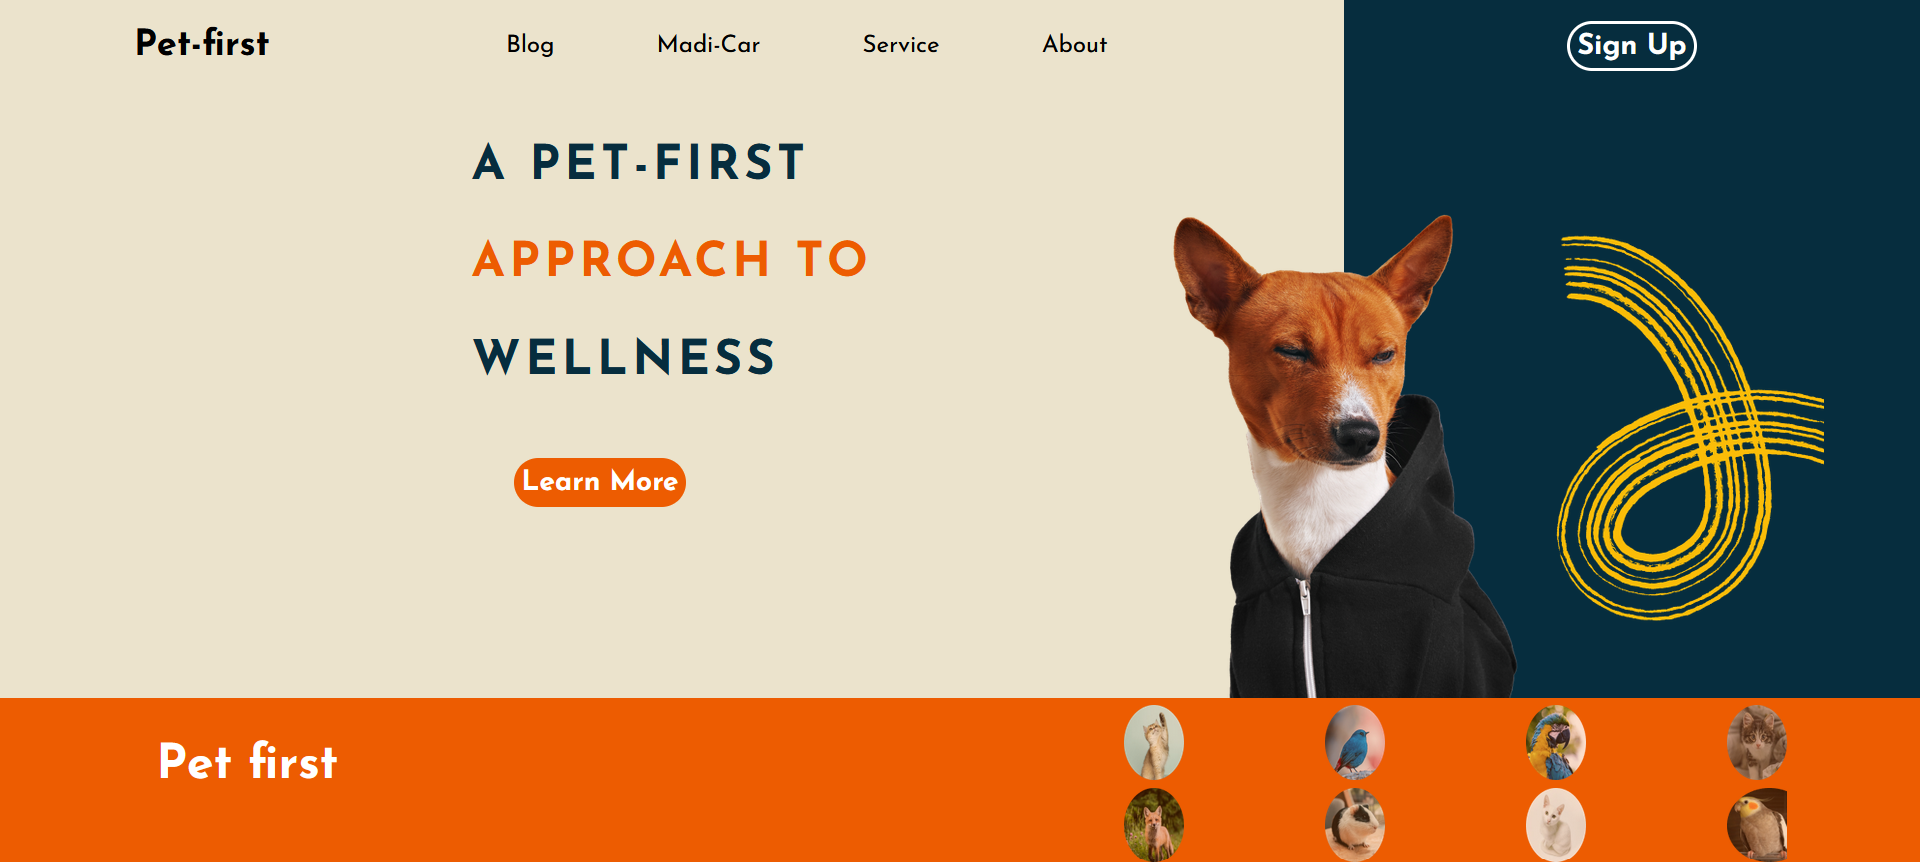 Pet-first
Blog Madi-Car Service About
Sign Up
A PET-FIRST
APPROACH TO
WELLNESS
Learn More
Pet first